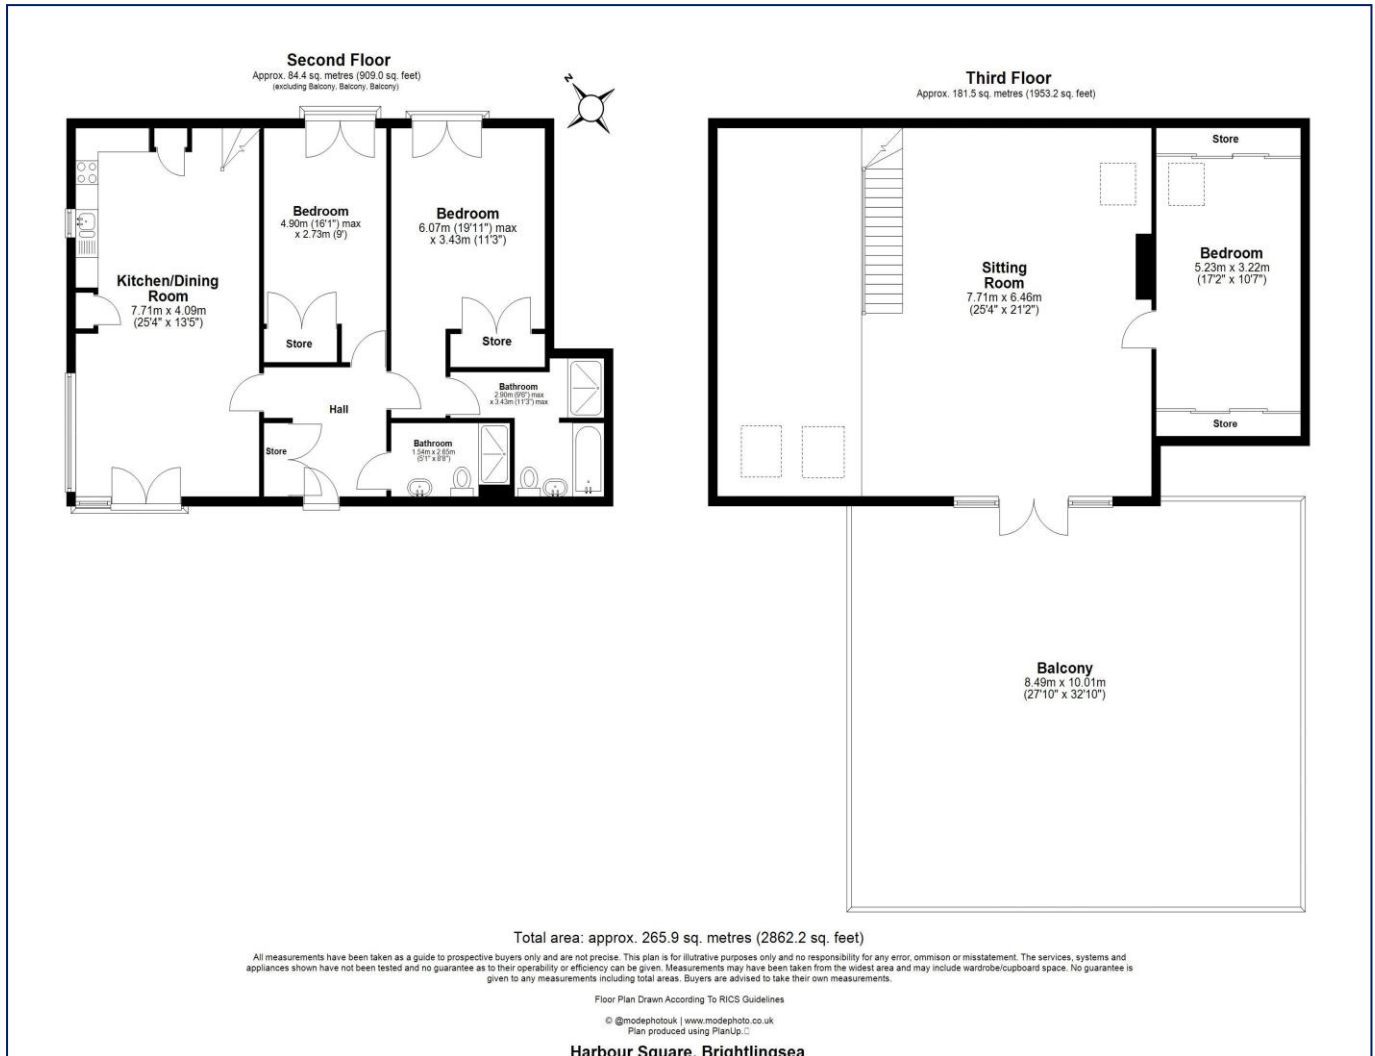 Second Floor
Approx. 84.4 sq. metres (909.0 sq. feet)
(excluding Balcony, Balcony, Balcony)
N
Third Floor
Approx. 181.5 sq. metres (1953.2 sq. feet)
Bedroom
4.90m (16'1") max
x 2.73m (9')
Bedroom
6.07m (19'11") max
x 3.43m (11'3")
Kitchen/Dining
Room
7.71m x 4.09m
(25'4" x 13'5")
Store
Store
Bathroom
2.90m (9'6") max
x 3.43m (11'3") max
Hall
Store
Bathroom
1.54m x 2.65m
(5'1" x 8'8")
Store
Sitting
Room
7.71m x 6.46m
(25'4" x 21'2")
Bedroom
5.23m x 3.22m
(17'2" x 10'7")
Store
Balcony
8.49m x 10.01m
(27'10" x 32'10")
Total area: approx. 265.9 sq. metres (2862.2 sq. feet)
All measurements have been taken as a guide to prospective buyers only and are not precise. This plan is for illustrative purposes only and no responsibility for any error, ommison or misstatement. The services, systems and
appliances shown have not been tested and no guarantee as to their operability or efficiency can be given. Measurements may have been taken from the widest area and may include wardrobe/cupboard space. No guarantee is
given to any measurements including total areas. Buyers are advised to take their own measurements.
Floor Plan Drawn According To RICS Guidelines
© @modephotouk | www.modephoto.co.uk
Plan produced using PlanUp.
Harbour Square, Brightlingsea